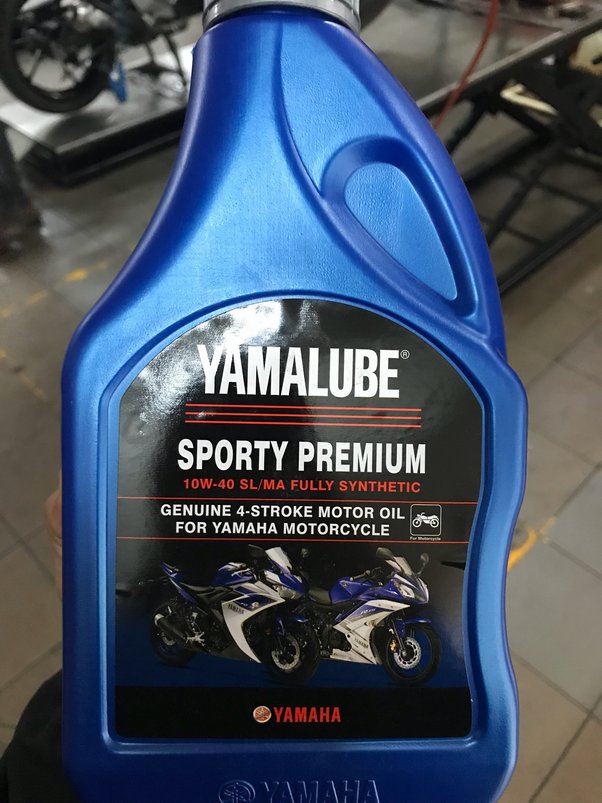 YAMALUBE®
SPORTY PREMIUM
10W-40 SL/MA FULLY SYNTHETIC
GENUINE 4-STROKE MOTOR OIL
FOR YAMAHA MOTORCYCLE
For Motorcycle
YAMAHA
YAMAHA